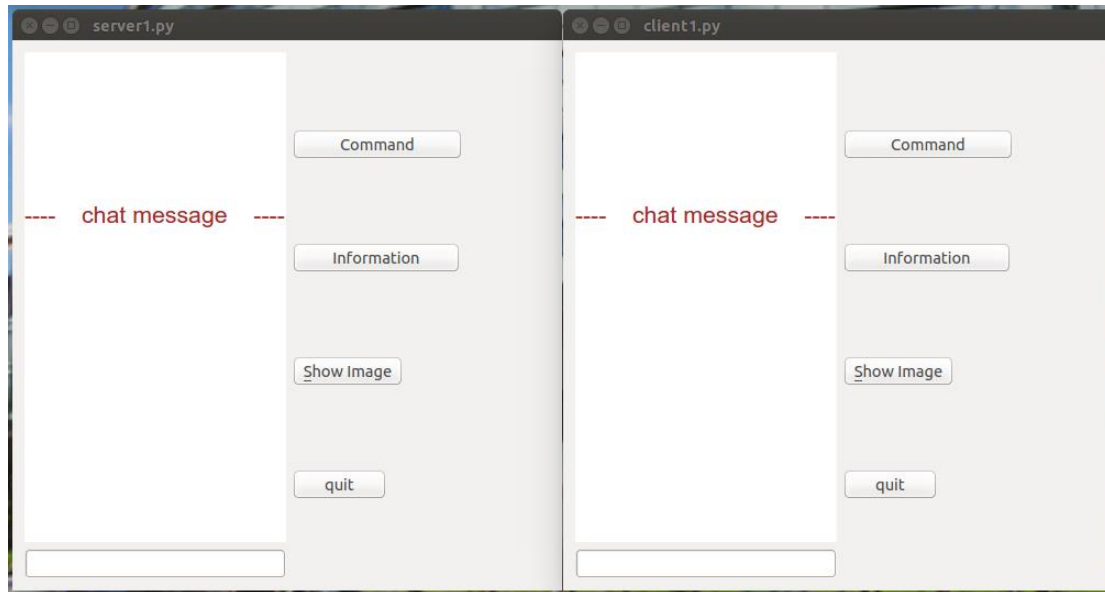 server1.py
Command
---- chat message ----
Information
Show Image
quit
client1.py
Command
---- chat message ----
Information
Show Image
quit